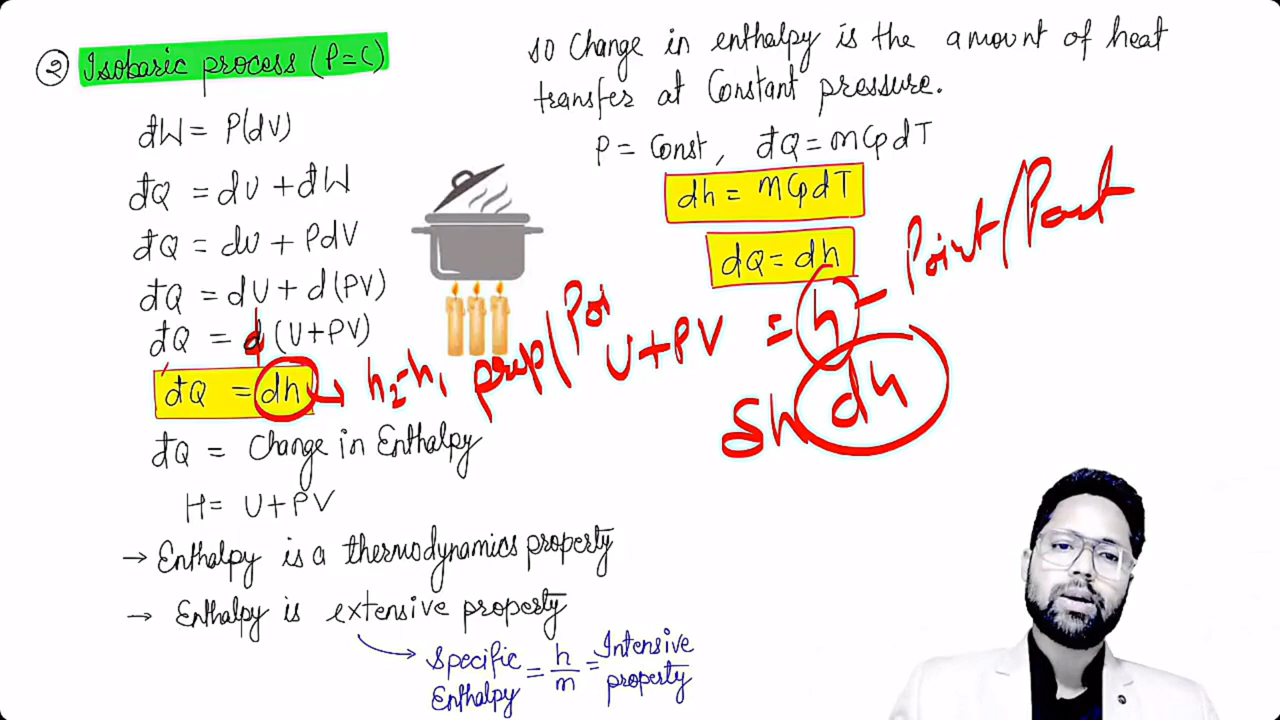 ② Isobaric process (P=C)
đW = P(dV)
đQ = dU + đW
đQ = dU + PdV
đQ = dU + d(PV)
đQ = d (U+PV)
đQ = dh → h₂-h₁ prop/Poi
đQ = Change in Enthalpy
H = U+PV
→ Enthalpy is a thermodynamics property
→ Enthalpy is extensive property
Specific Enthalpy = h/m = Intensive property
so Change in enthalpy is the amount of heat
transfer at Constant pressure.
P = Const, đQ = mCpdT
dh = mCpdT
đQ = dh
U+PV = h - Point/
δh dh